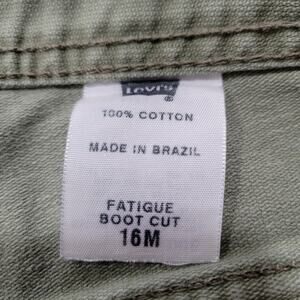 Levi's
®
100% COTTON
MADE IN BRAZIL
FATIGUE
BOOT CUT
16M